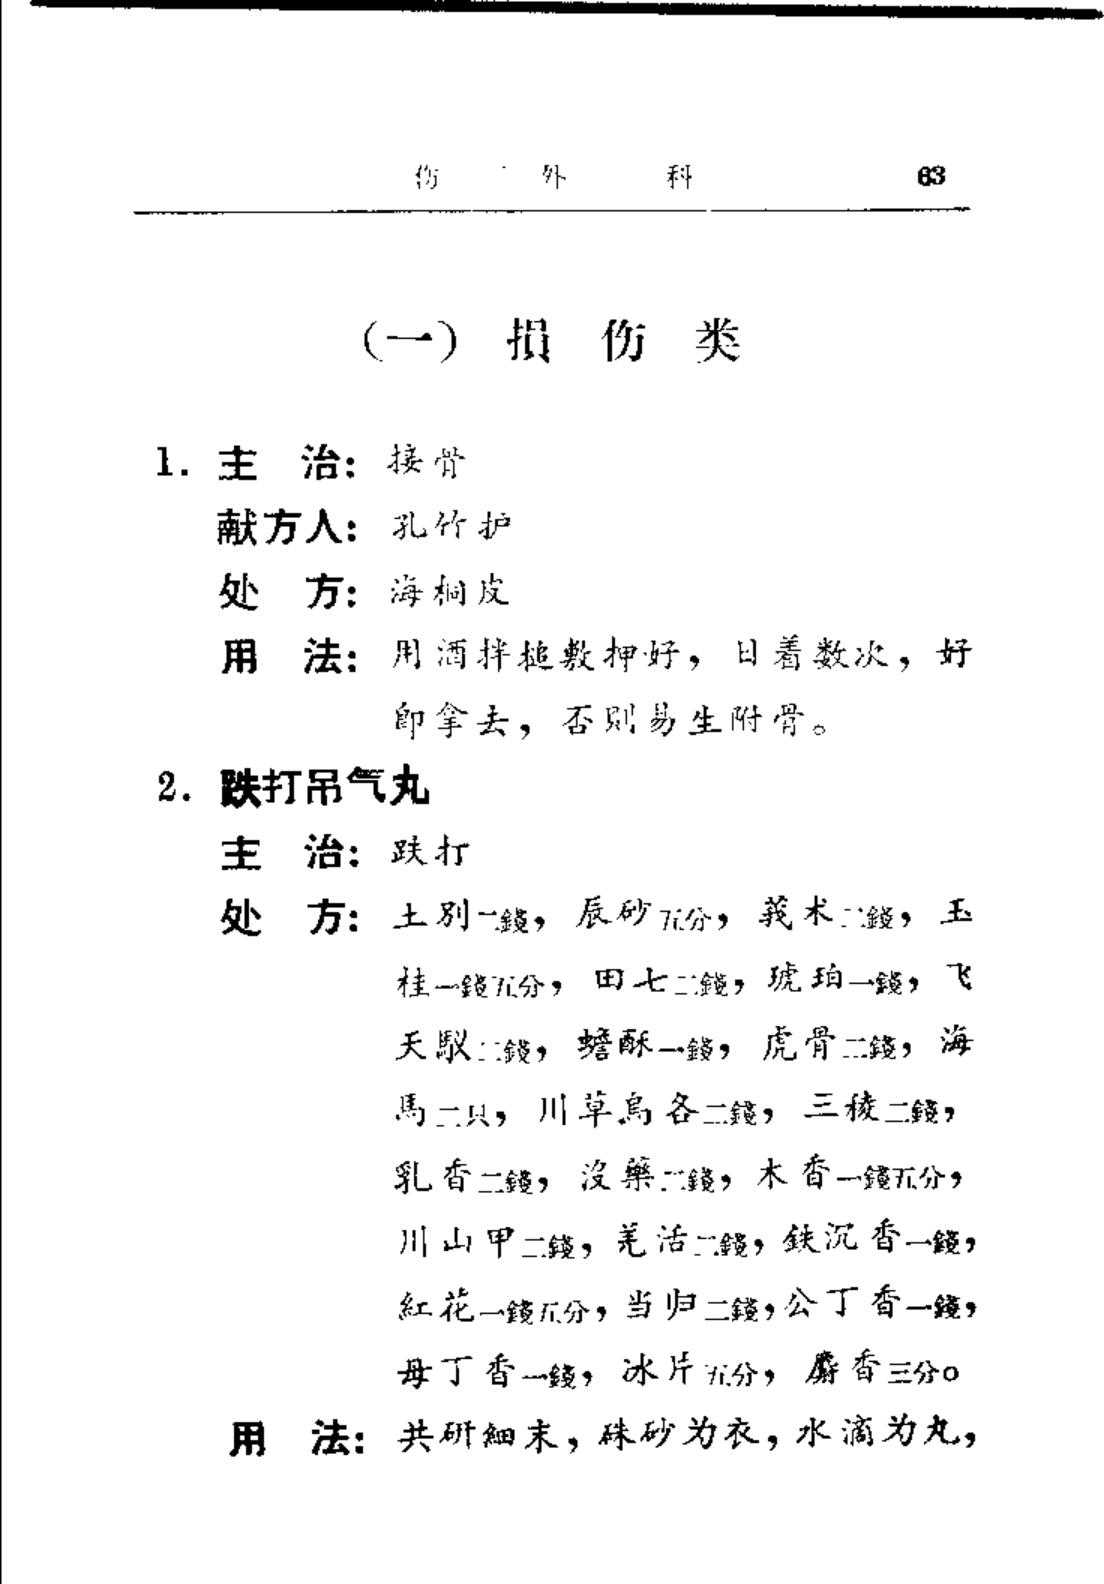 伤 外 科 63
(一) 損 伤 类
1. 主 治: 接骨
献方人: 孔竹护
处 方: 海桐皮
用 法: 用酒拌槌敷押好，日着数次，好
即拿去，否則易生附骨。
2. 跌打吊气丸
主 治: 跌打
处 方: 土別一錢，辰砂五分，莪术二錢，玉
桂一錢五分，田七二錢，琥珀一錢，飞
天馭二錢，蟾酥一錢，虎骨二錢，海
馬二只，川草烏各二錢，三稜二錢，
乳香二錢，沒藥二錢，木香一錢五分，
川山甲二錢，羌活二錢，鉄沉香一錢，
紅花一錢五分，当归二錢，公丁香一錢，
母丁香一錢，冰片五分，麝香三分。
用 法: 共研細末，硃砂为衣，水滴为丸，